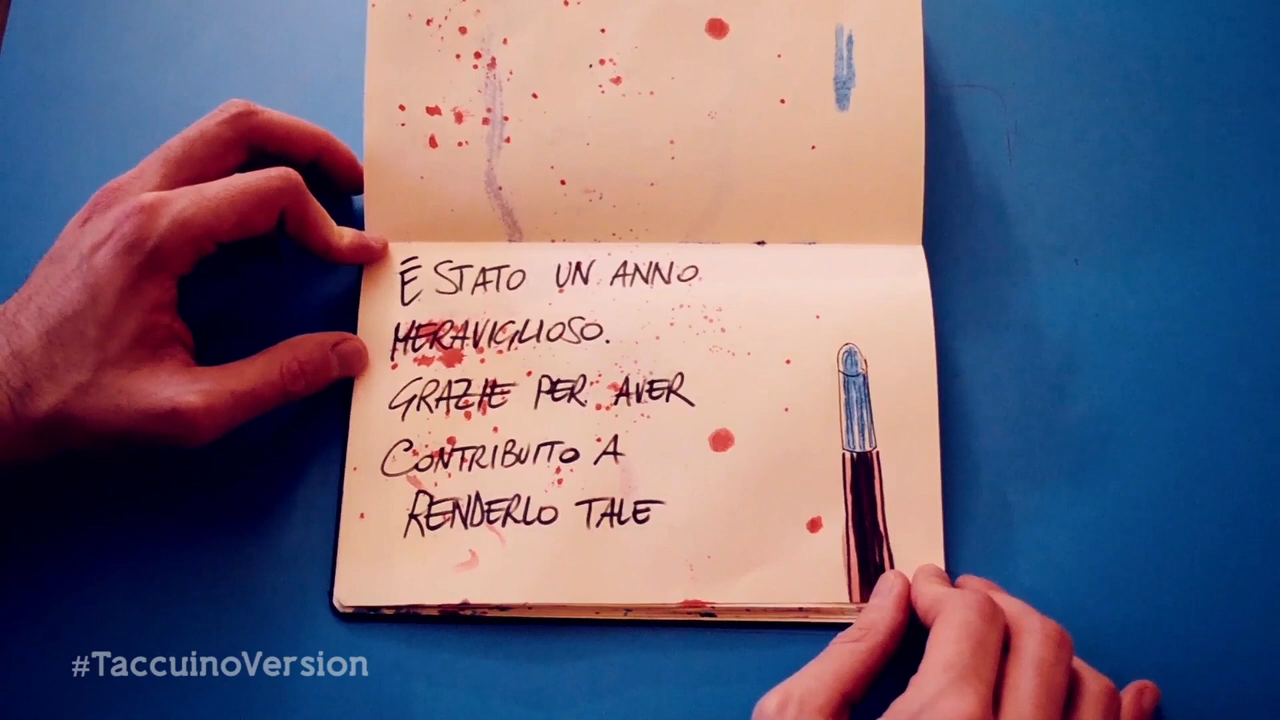 É STATO UN ANNO
MERAVIGLIOSO.
GRAZIE PER AVER
CONTRIBUITO A
RENDERLO TALE
#TaccuinoVersion